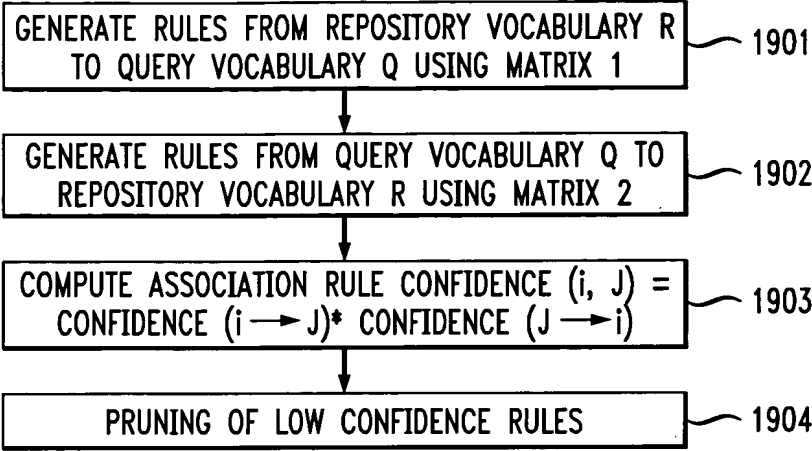 GENERATE RULES FROM REPOSITORY VOCABULARY R
TO QUERY VOCABULARY Q USING MATRIX 1
1901
GENERATE RULES FROM QUERY VOCABULARY Q TO
REPOSITORY VOCABULARY R USING MATRIX 2
1902
COMPUTE ASSOCIATION RULE CONFIDENCE (i, J) =
CONFIDENCE (i → J)* CONFIDENCE (J → i)
1903
PRUNING OF LOW CONFIDENCE RULES
1904